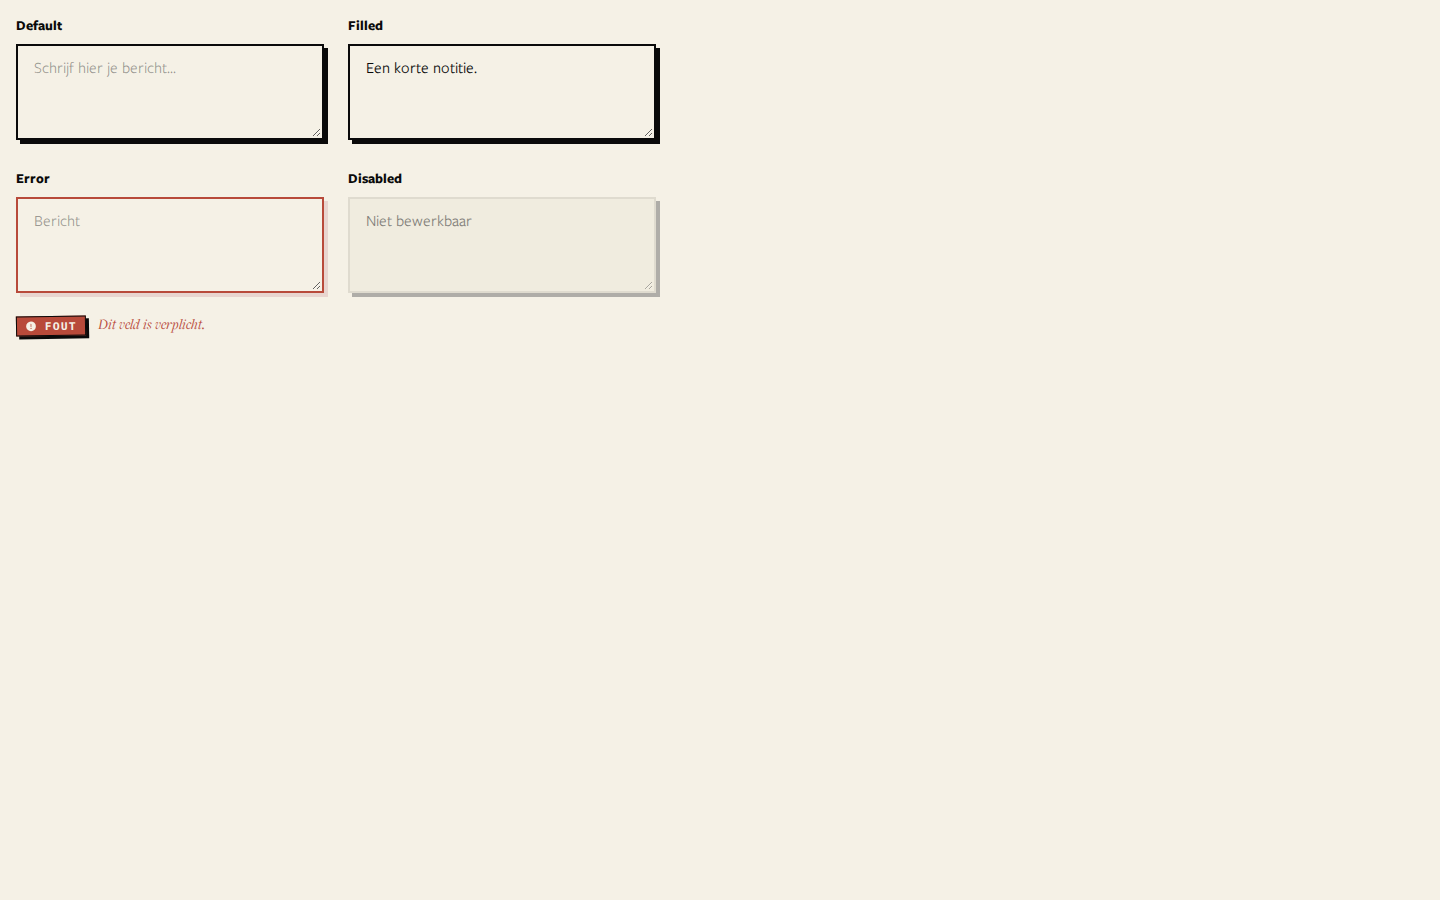 Default
Filled
Schrijf hier je bericht...
Een korte notitie.
Error
Disabled
Bericht
Niet bewerkbaar
FOUT
Dit veld is verplicht.